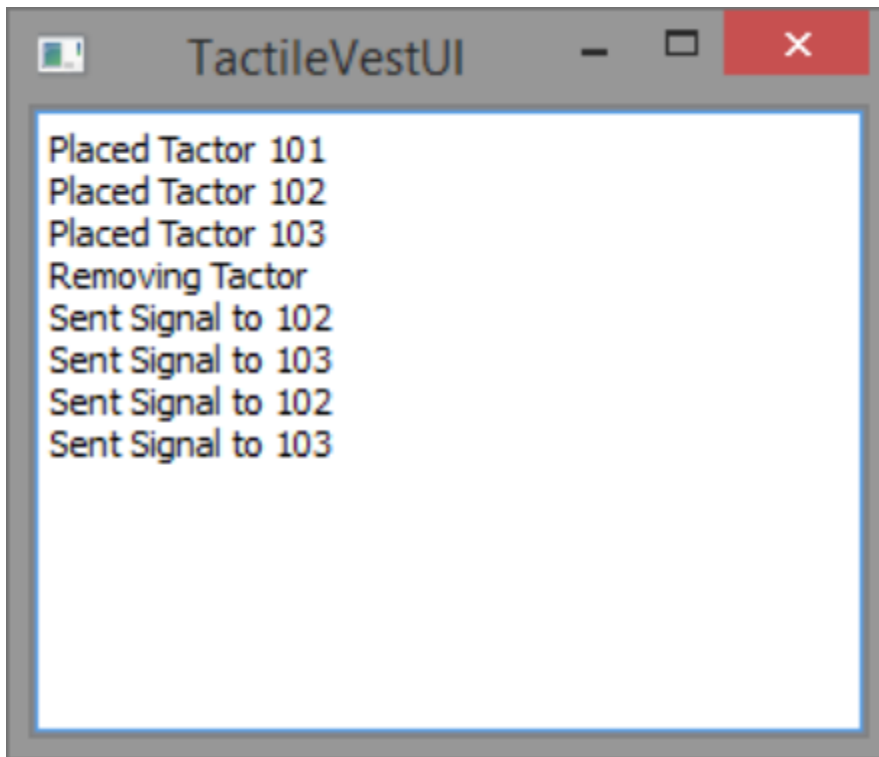 TactileVestUI
Placed Tactor 101
Placed Tactor 102
Placed Tactor 103
Removing Tactor
Sent Signal to 102
Sent Signal to 103
Sent Signal to 102
Sent Signal to 103